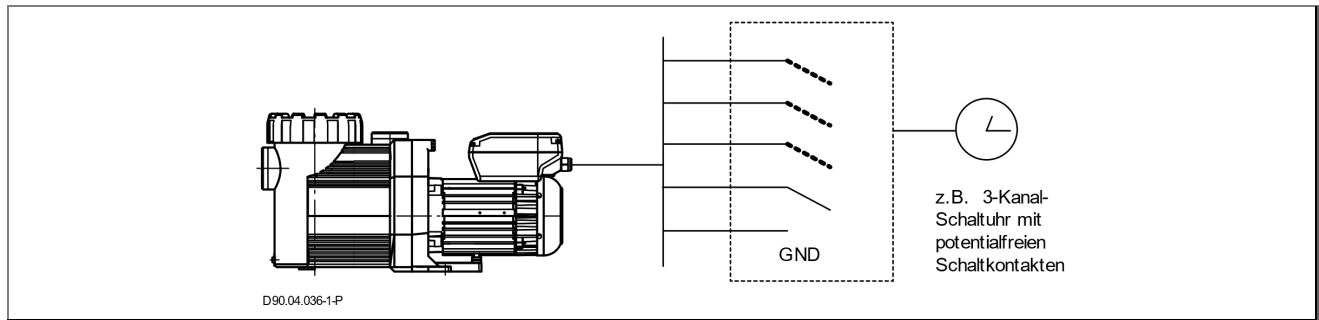 GND
z.B. 3-Kanal-
Schaltuhr mit
potentialfreien
Schaltkontakten
D90.04.036-1-P